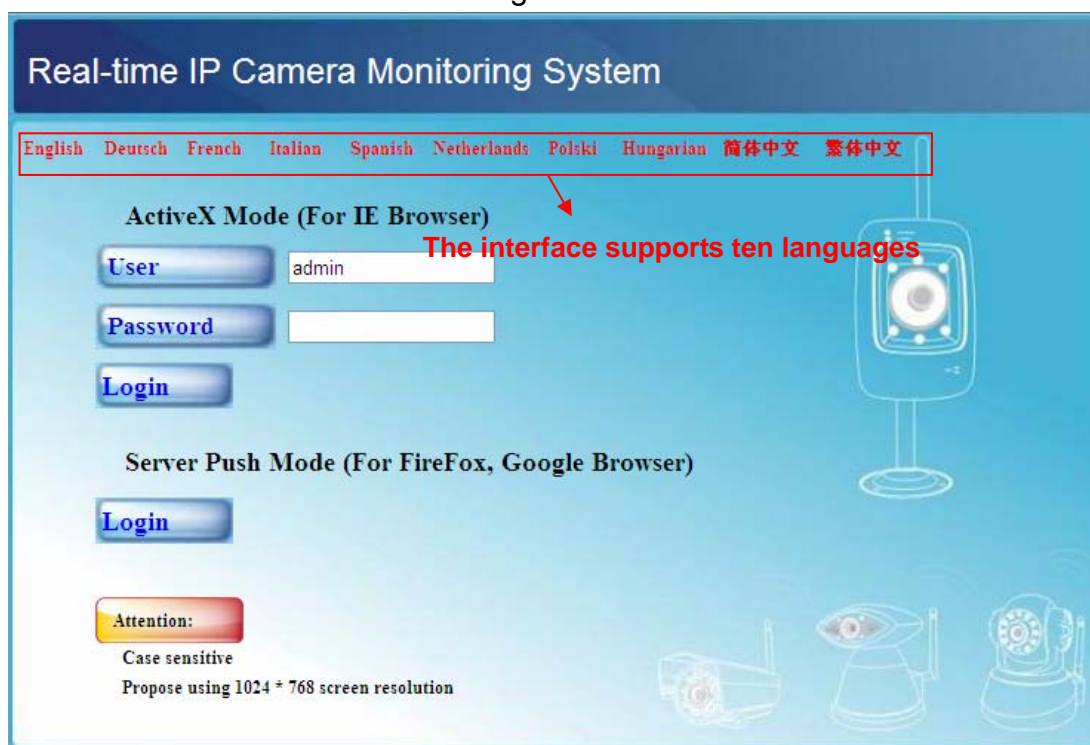 Real-time IP Camera Monitoring System
English Deutsch French Italian Spanish Netherlands Polski Hungarian 简体中文 繁体中文
ActiveX Mode (For IE Browser)
The interface supports ten languages
User admin
Password
Login
Server Push Mode (For FireFox, Google Browser)
Login
Attention:
Case sensitive
Propose using 1024 * 768 screen resolution